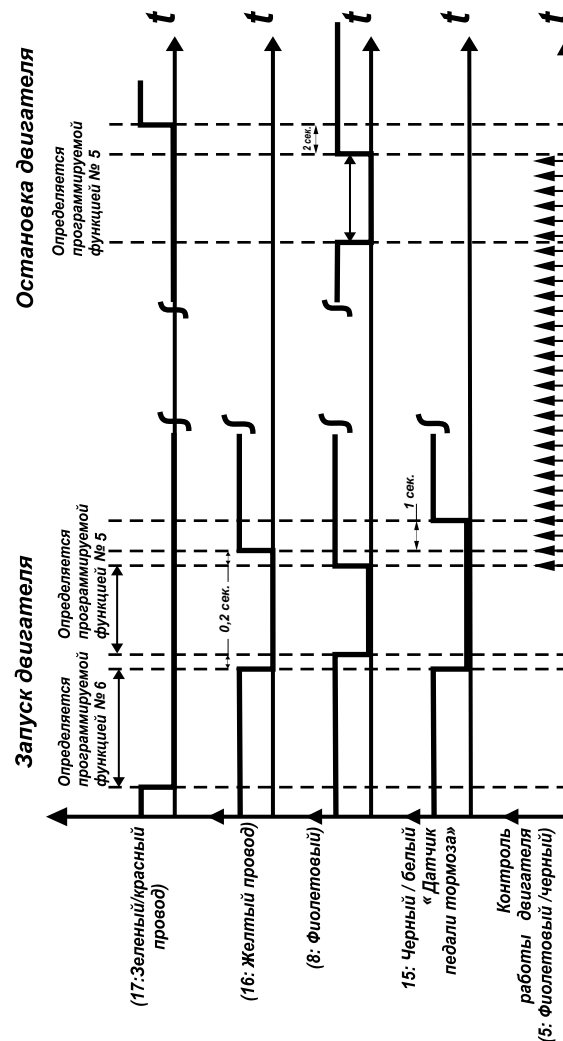 Запуск двигателя
Остановка двигателя
Определяется
программируемой
функцией № 6
Определяется
программируемой
функцией № 5
Определяется
программируемой
функцией № 5
(17:Зеленый/красный
провод)
t
(16: Желтый провод)
0,2 сек.
t
(8: Фиолетовый)
2 сек.
t
15: Черный / белый
« Датчик
педали тормоза»
1 сек.
t
Контроль
работы двигателя
(5: Фиолетовый /черный)
t